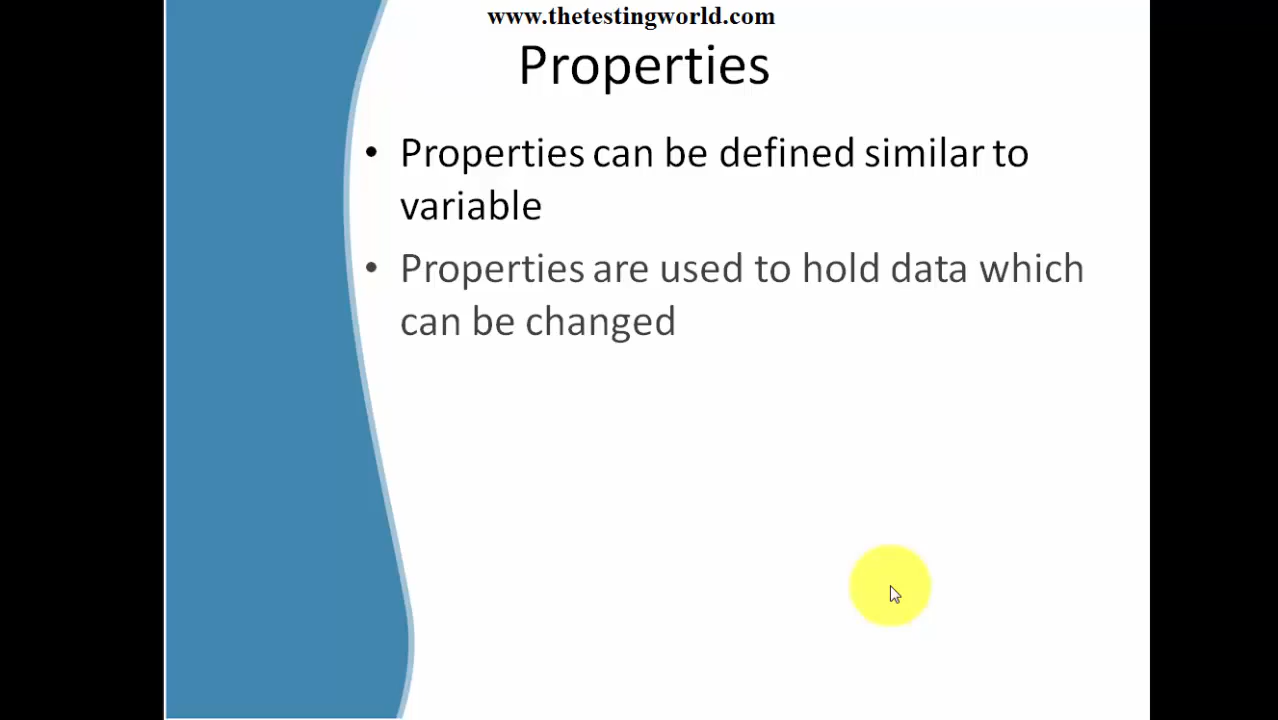 www.thetestingworld.com
Properties
• Properties can be defined similar to
variable
• Properties are used to hold data which
can be changed